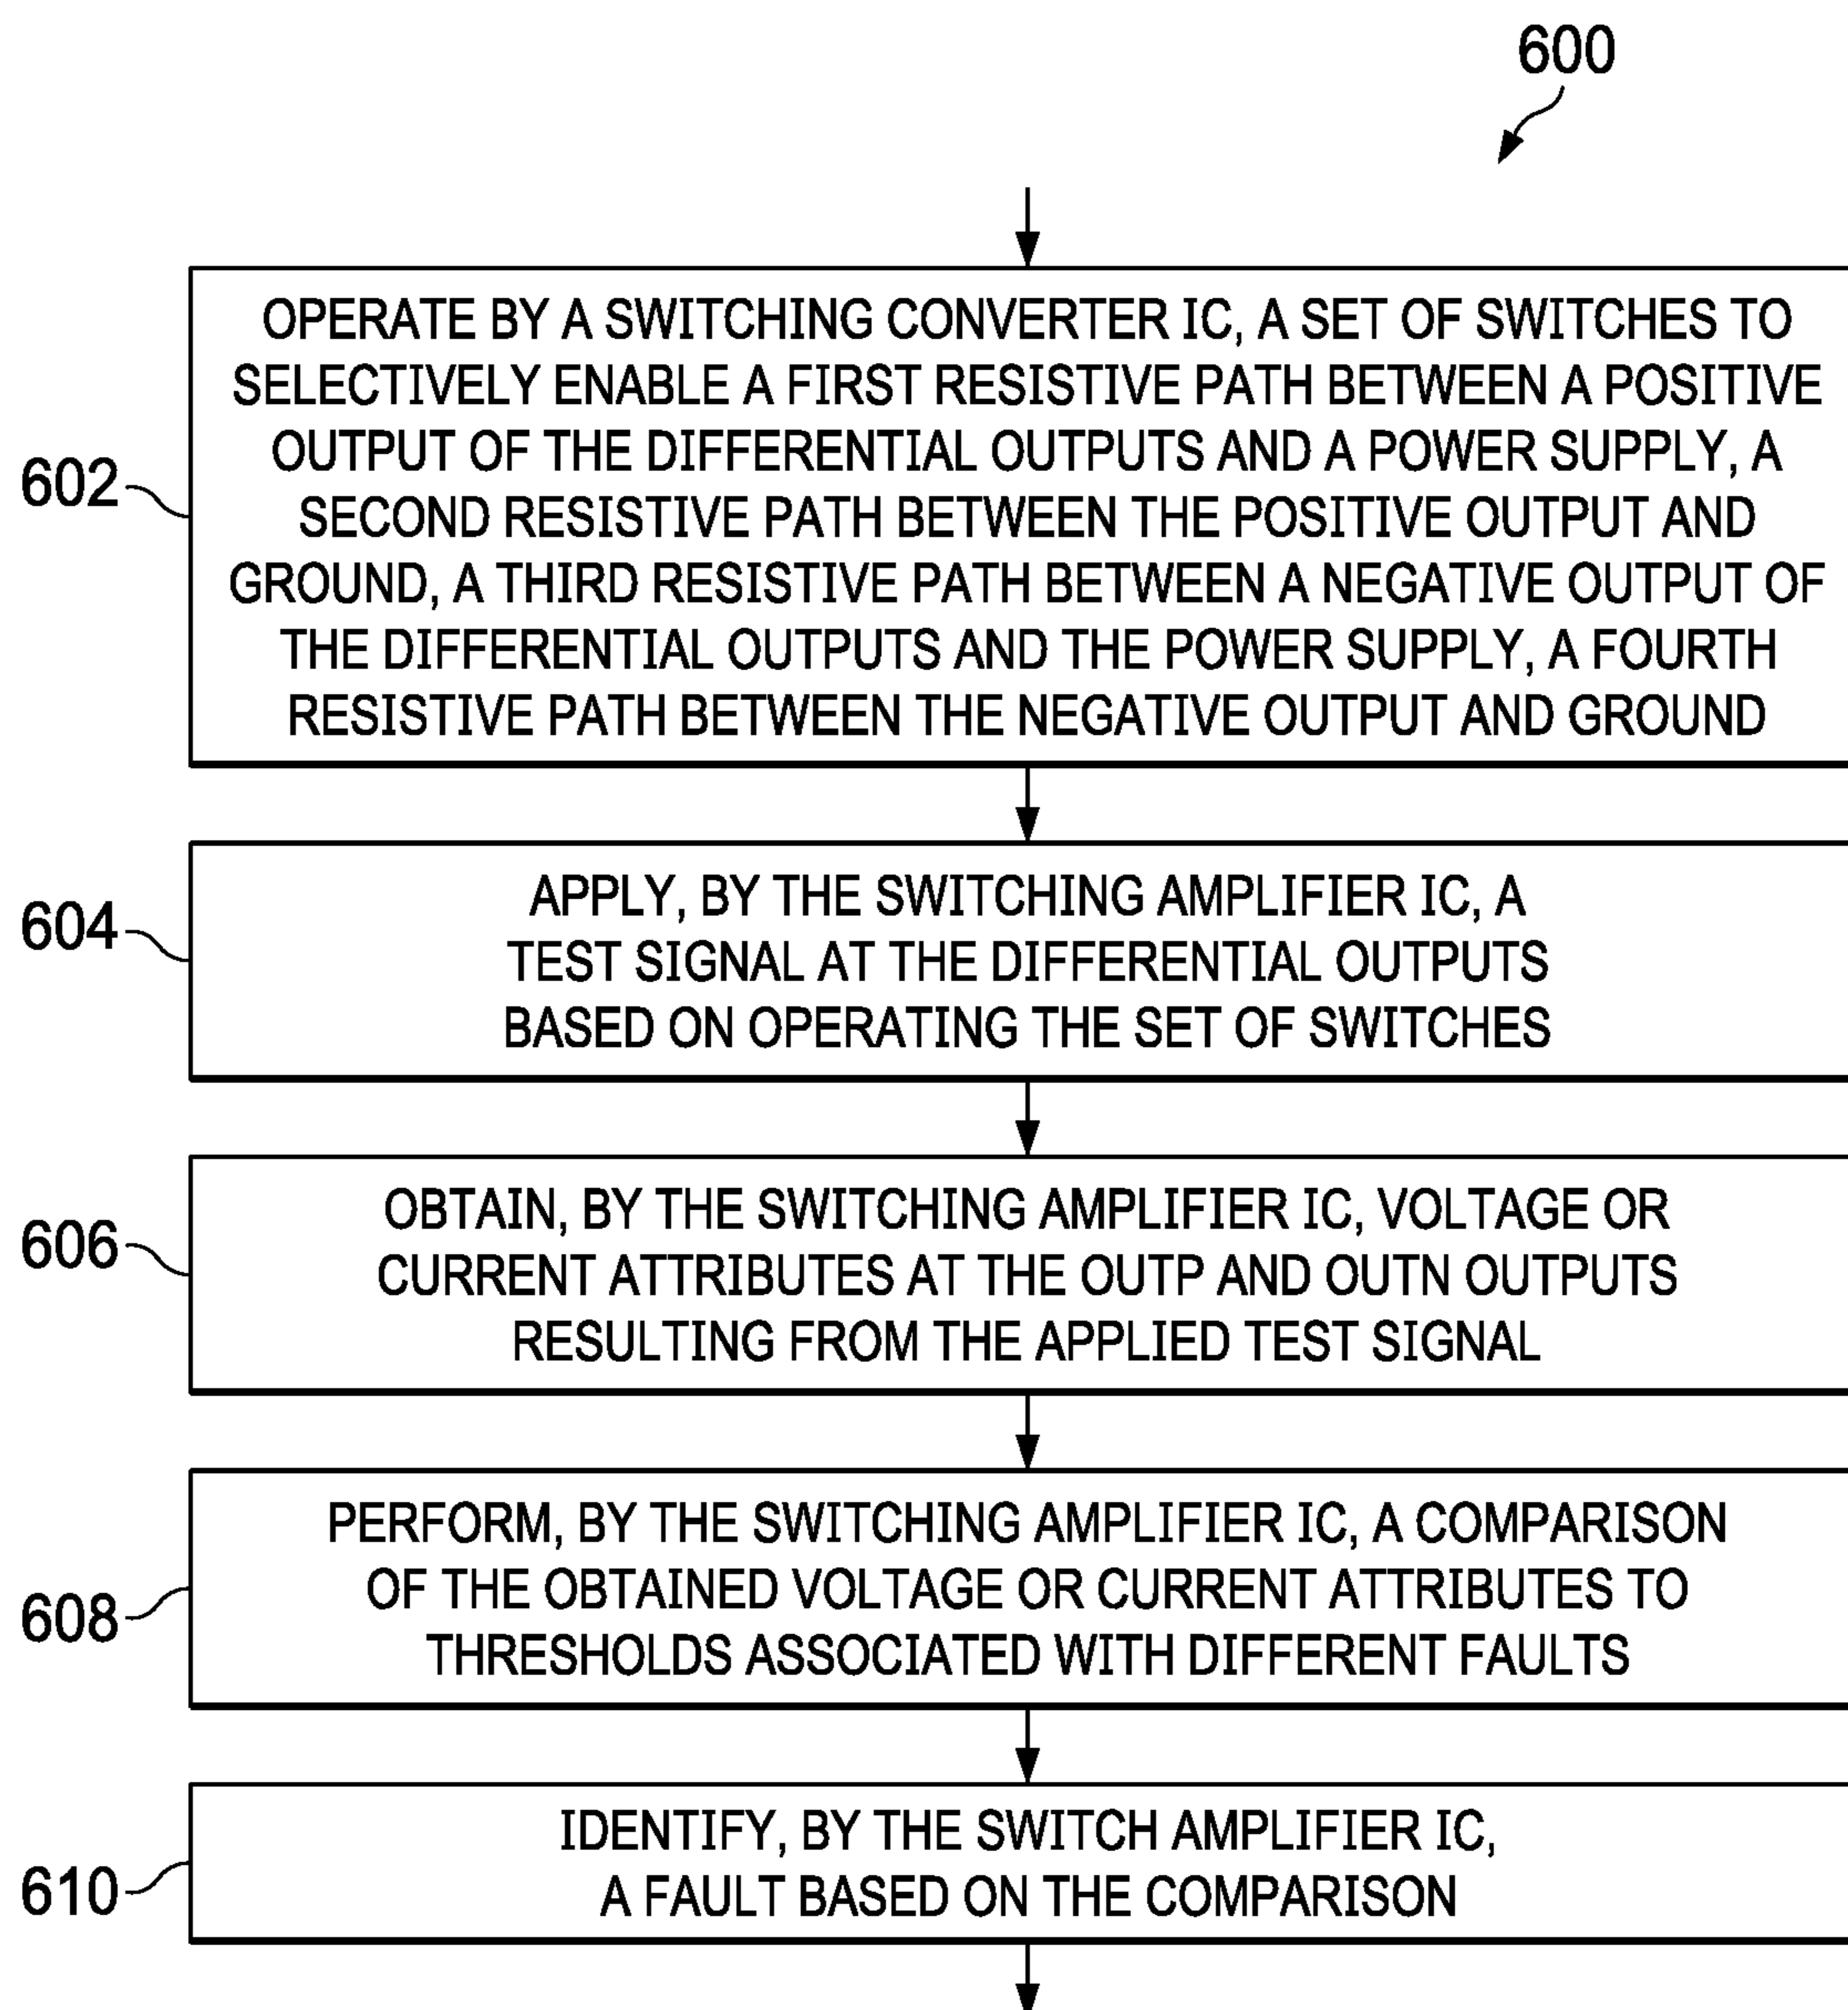 600
602
OPERATE BY A SWITCHING CONVERTER IC, A SET OF SWITCHES TO
SELECTIVELY ENABLE A FIRST RESISTIVE PATH BETWEEN A POSITIVE
OUTPUT OF THE DIFFERENTIAL OUTPUTS AND A POWER SUPPLY, A
SECOND RESISTIVE PATH BETWEEN THE POSITIVE OUTPUT AND
GROUND, A THIRD RESISTIVE PATH BETWEEN A NEGATIVE OUTPUT OF
THE DIFFERENTIAL OUTPUTS AND THE POWER SUPPLY, A FOURTH
RESISTIVE PATH BETWEEN THE NEGATIVE OUTPUT AND GROUND
604
APPLY, BY THE SWITCHING AMPLIFIER IC, A
TEST SIGNAL AT THE DIFFERENTIAL OUTPUTS
BASED ON OPERATING THE SET OF SWITCHES
606
OBTAIN, BY THE SWITCHING AMPLIFIER IC, VOLTAGE OR
CURRENT ATTRIBUTES AT THE OUTP AND OUTN OUTPUTS
RESULTING FROM THE APPLIED TEST SIGNAL
608
PERFORM, BY THE SWITCHING AMPLIFIER IC, A COMPARISON
OF THE OBTAINED VOLTAGE OR CURRENT ATTRIBUTES TO
THRESHOLDS ASSOCIATED WITH DIFFERENT FAULTS
610
IDENTIFY, BY THE SWITCH AMPLIFIER IC,
A FAULT BASED ON THE COMPARISON